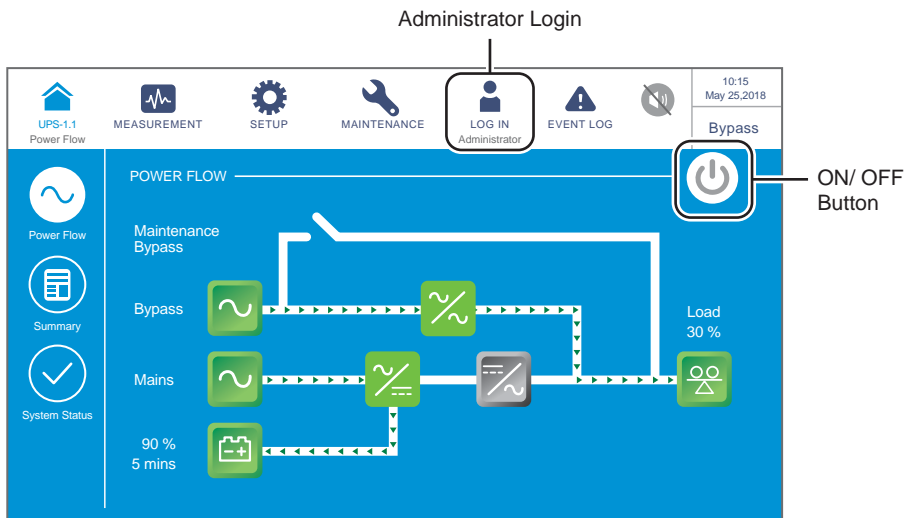 Administrator Login
UPS-1.1
Power Flow
MEASUREMENT
SETUP
MAINTENANCE
LOG IN
Administrator
EVENT LOG
10:15
May 25,2018
Bypass
ON/ OFF
Button
POWER FLOW
Power Flow
Summary
System Status
Maintenance
Bypass
Bypass
Load
30 %
Mains
90 %
5 mins